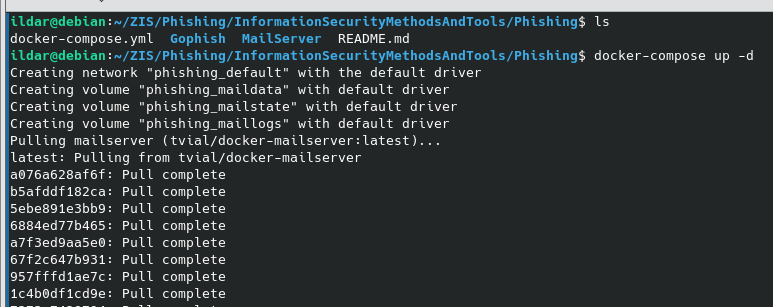 ildar@debian:~/ZIS/Phishing/InformationSecurityMethodsAndTools/Phishing$ ls
docker-compose.yml  Gophish  MailServer  README.md
ildar@debian:~/ZIS/Phishing/InformationSecurityMethodsAndTools/Phishing$ docker-compose up -d
Creating network "phishing_default" with the default driver
Creating volume "phishing_maildata" with default driver
Creating volume "phishing_mailstate" with default driver
Creating volume "phishing_maillogs" with default driver
Pulling mailserver (tvial/docker-mailserver:latest)...
latest: Pulling from tvial/docker-mailserver
a076a628af6f: Pull complete
b5afddf182ca: Pull complete
5ebe891e3bb9: Pull complete
6884ed77b465: Pull complete
a7f3ed9aa5e0: Pull complete
67f2c647b931: Pull complete
957fffd1ae7c: Pull complete
1c4b0df1cd9e: Pull complete